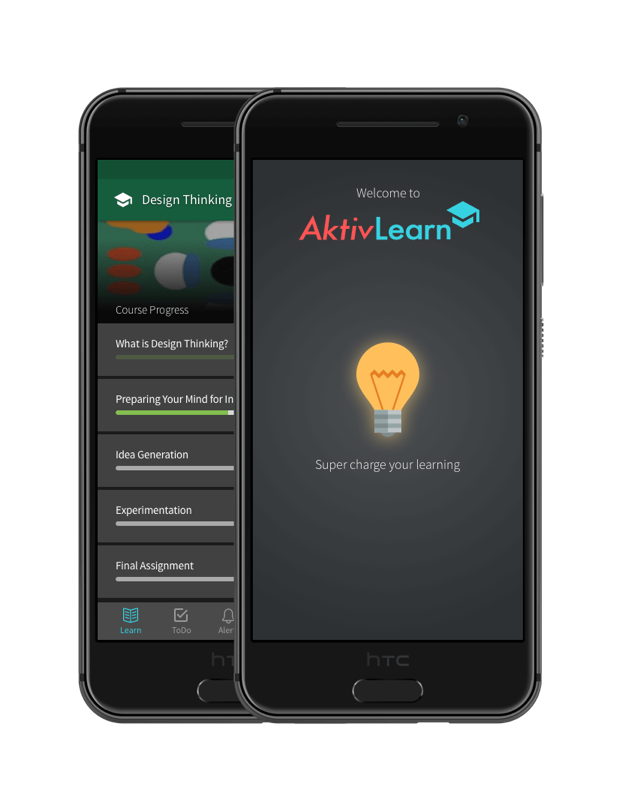 Design Thinking
Course Progress
What is Design Thinking?
Preparing Your Mind for In
Idea Generation
Experimentation
Final Assignment
Learn
ToDo
Aler
ht
Welcome to
AktivLearn
Super charge your learning
hTC